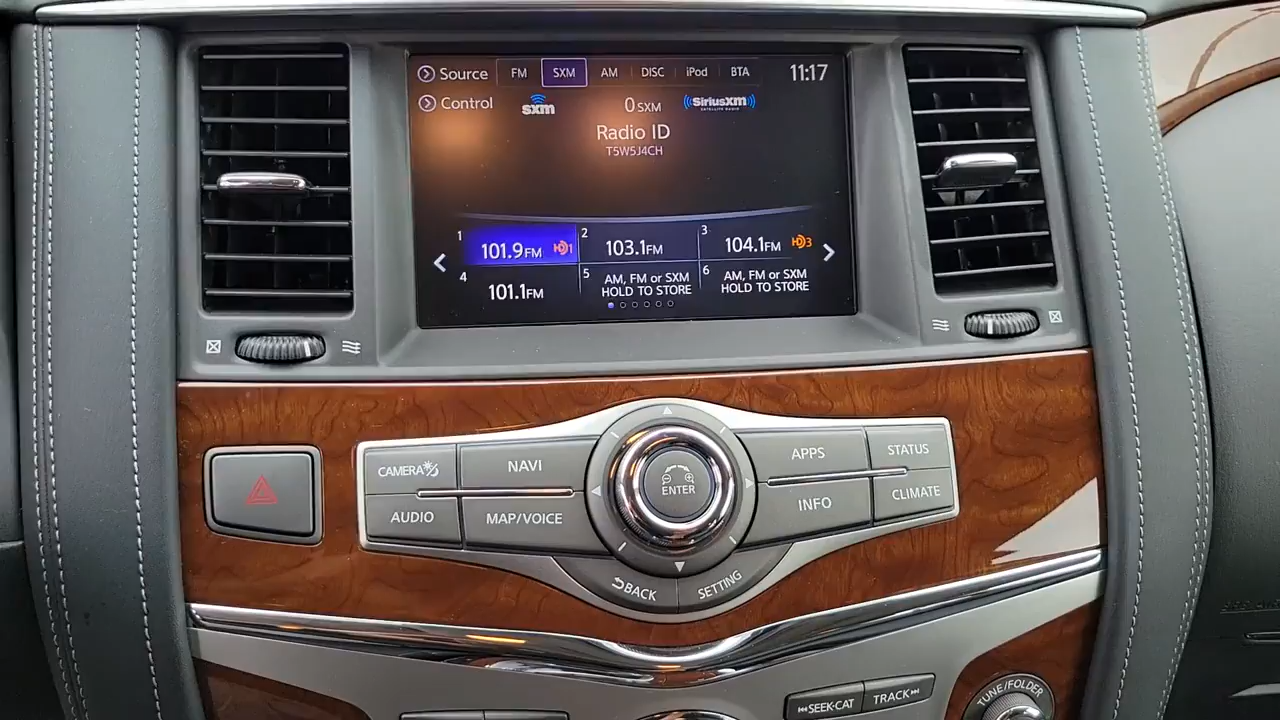 Source FM SXM AM DISC iPod BTA 11:17
Control sxm 0 SXM SiriusXM
SATELLITE RADIO
Radio ID
T5W5J4CH
1 101.9FM HD1 2 103.1FM 3 104.1FM HD3
4 101.1FM 5 AM, FM or SXM HOLD TO STORE 6 AM, FM or SXM HOLD TO STORE
CAMERA NAVI APPS STATUS
ENTER
AUDIO MAP/VOICE INFO CLIMATE
BACK SETTING
SEEK·CAT TRACK TUNE/FOLDER